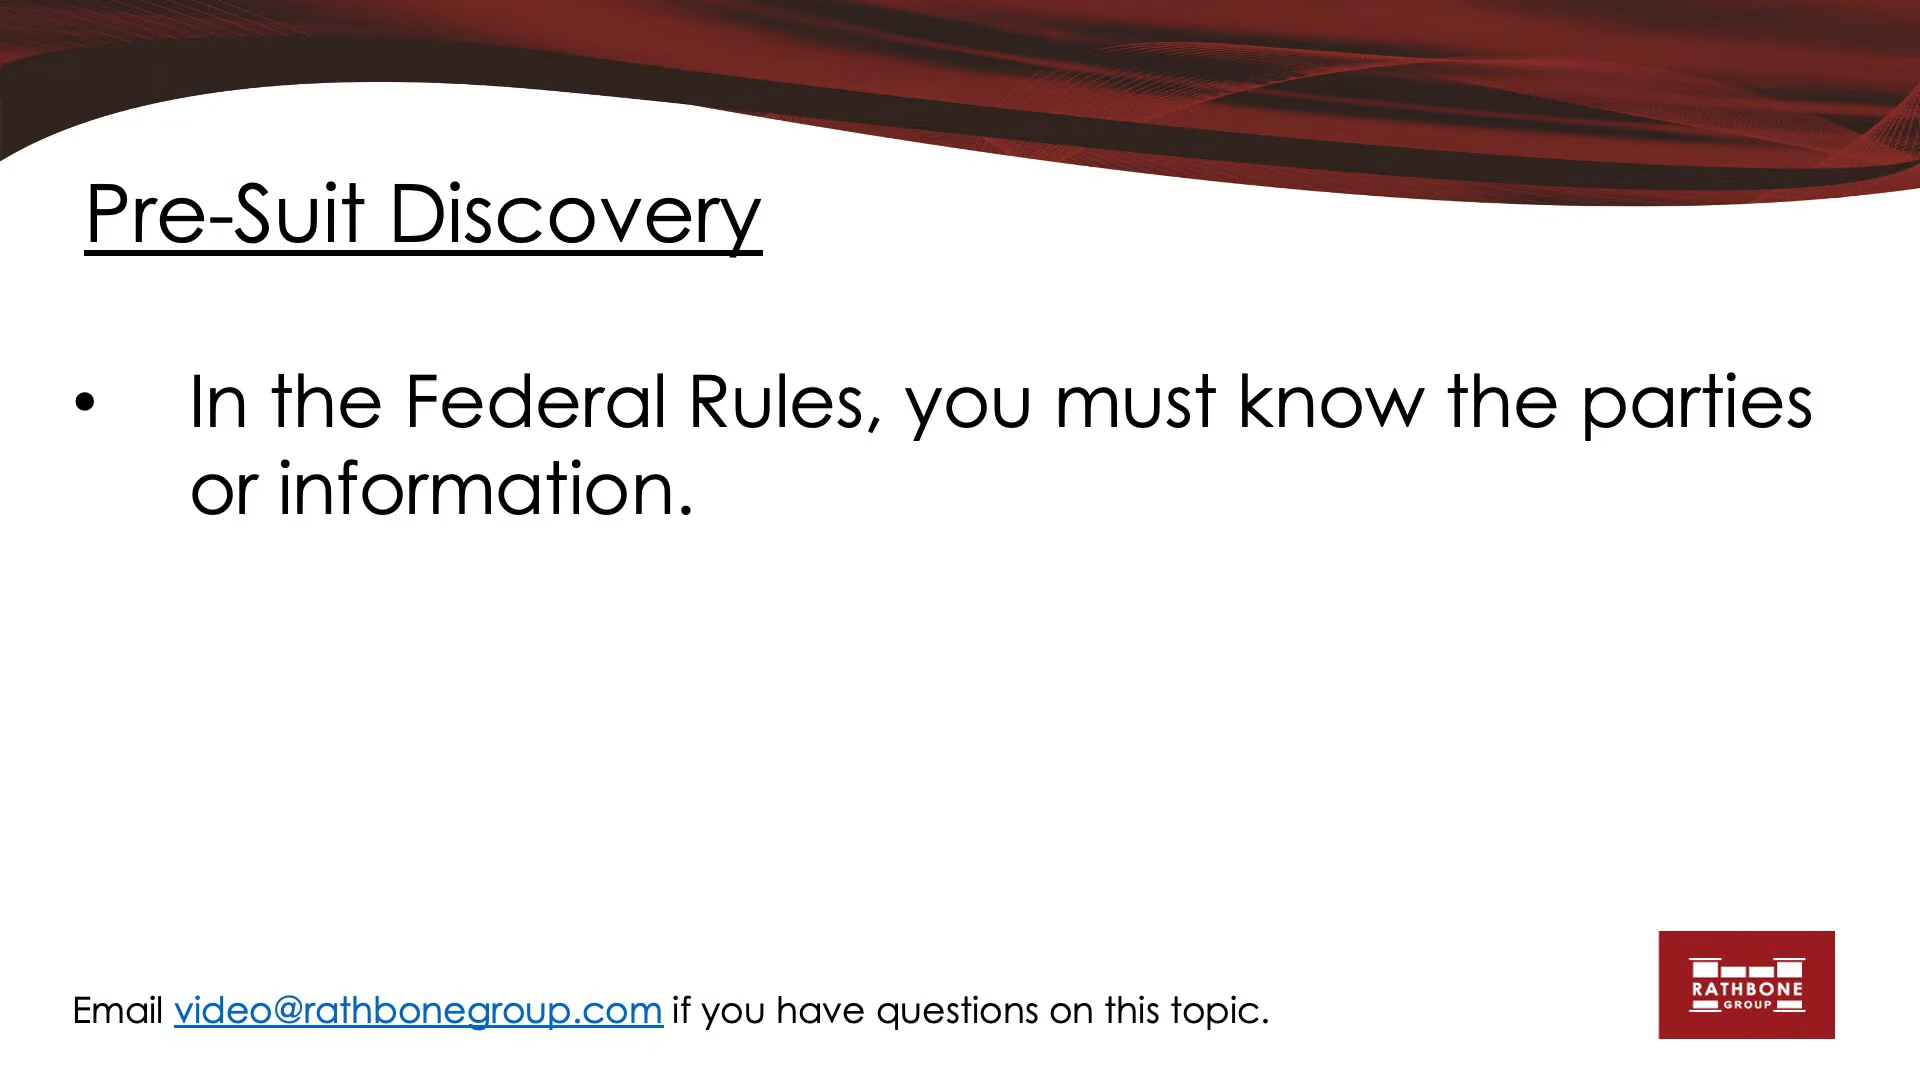 Pre-Suit Discovery
• In the Federal Rules, you must know the parties
or information.
Email video@rathbonegroup.com if you have questions on this topic.
RATHBONE
GROUP